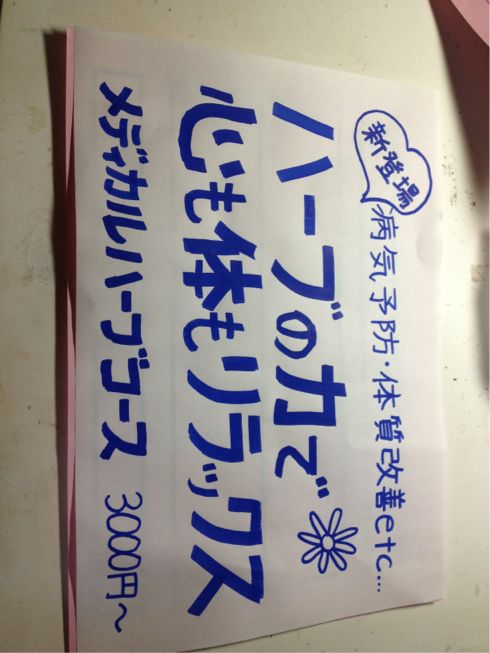 新登場
病気予防・体質改善etc...
ハーブの力で
心も体もリラックス
メディカルハーブコース 3000円〜